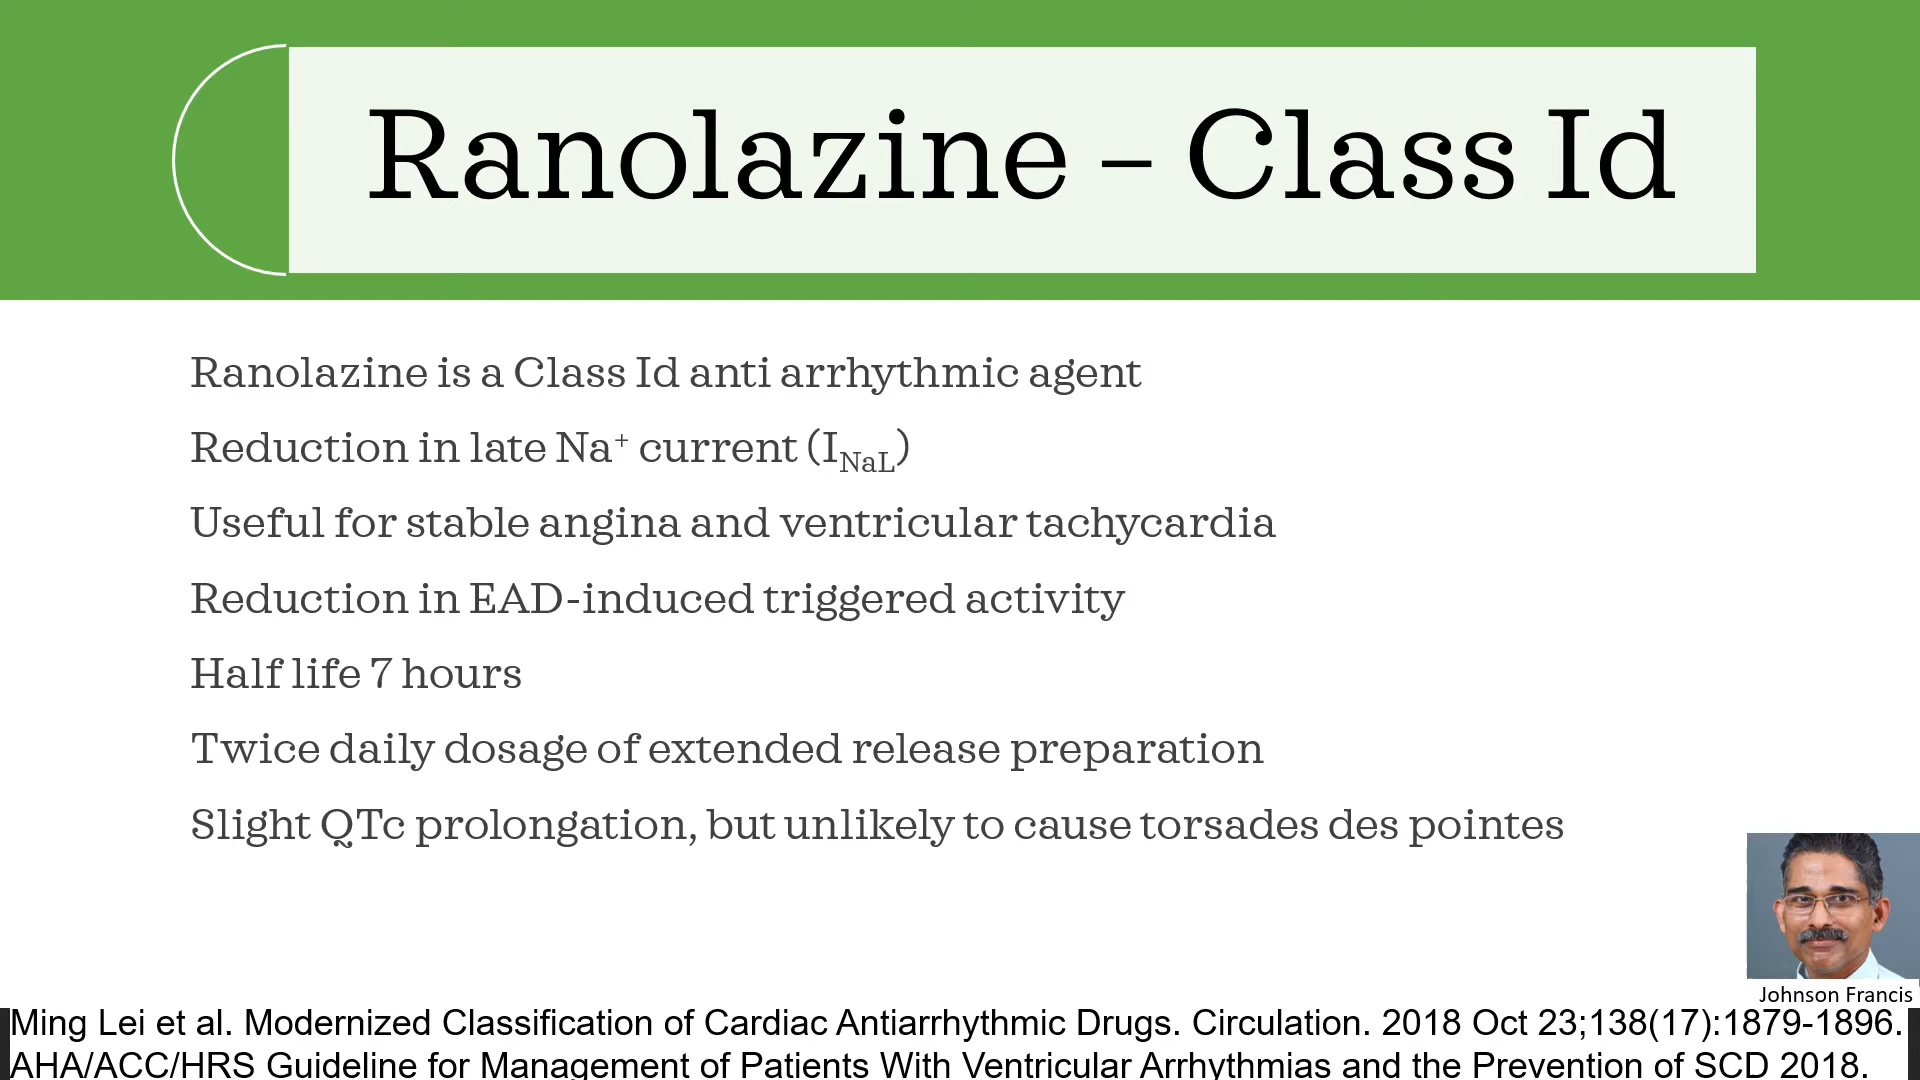 Ranolazine – Class Id
Ranolazine is a Class Id anti arrhythmic agent
Reduction in late Na⁺ current (I_NaL)
Useful for stable angina and ventricular tachycardia
Reduction in EAD-induced triggered activity
Half life 7 hours
Twice daily dosage of extended release preparation
Slight QTc prolongation, but unlikely to cause torsades des pointes
Johnson Francis
Ming Lei et al. Modernized Classification of Cardiac Antiarrhythmic Drugs. Circulation. 2018 Oct 23;138(17):1879-1896.
AHA/ACC/HRS Guideline for Management of Patients With Ventricular Arrhythmias and the Prevention of SCD 2018.